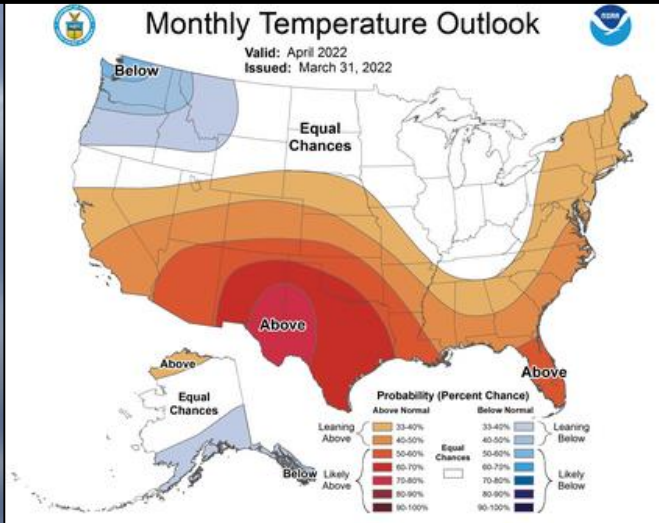 Monthly Temperature Outlook
Valid: April 2022
Issued: March 31, 2022
NOAA
Below
Equal
Chances
Above
Above
Above
Equal
Chances
Below
Probability (Percent Chance)
Above Normal
Below Normal
Leaning
Above
Likely
Above
33-40%
40-50%
50-60%
60-70%
70-80%
80-90%
90-100%
Equal
Chances
33-40%
40-50%
50-60%
60-70%
70-80%
80-90%
90-100%
Leaning
Below
Likely
Below